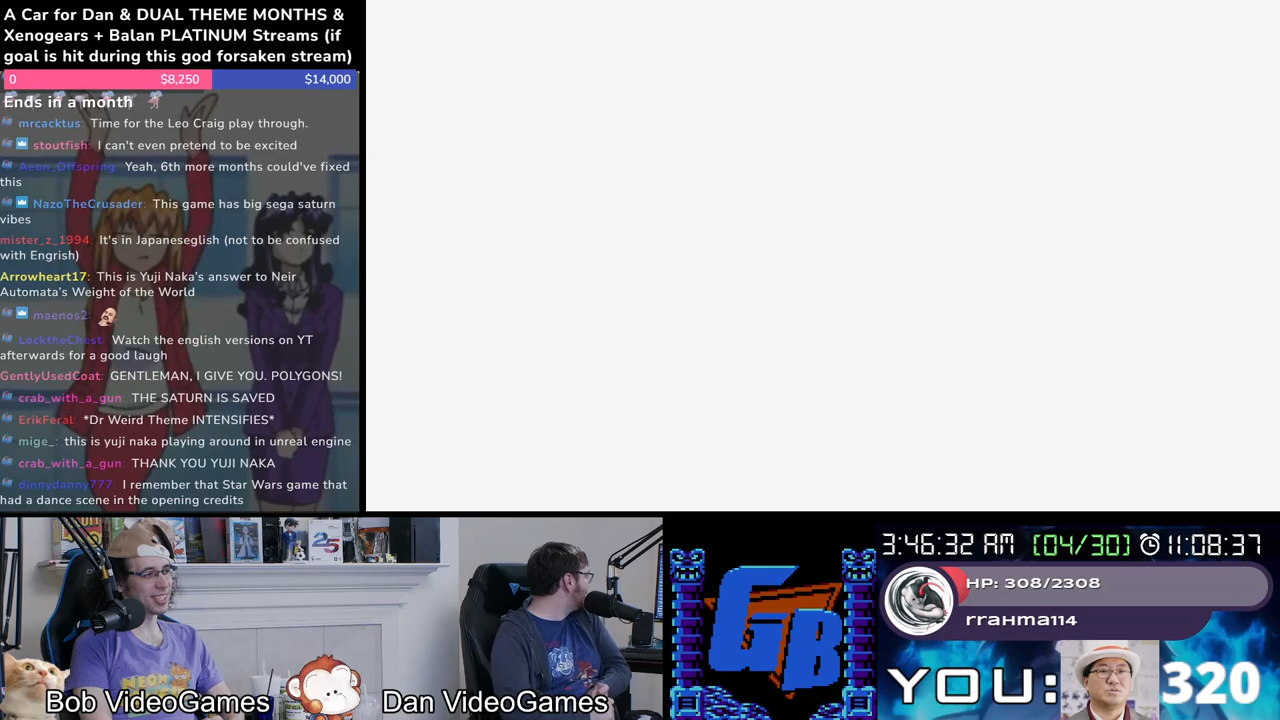 A Car for Dan & DUAL THEME MONTHS &
Xenogears + Balan PLATINUM Streams (if
goal is hit during this god forsaken stream)
0 $8,250 $14,000
Ends in a month
mrcacktus: Time for the Leo Craig play through.
stoutfish: I can't even pretend to be excited
Aeon_Offspring: Yeah, 6th more months could've fixed
this
NazoTheCrusader: This game has big sega saturn
vibes
mister_z_1994: It's in Japaneseglish (not to be confused
with Engrish)
Arrowheart17: This is Yuji Naka's answer to Neir
Automata's Weight of the World
maenos2:
LocktheChest: Watch the english versions on YT
afterwards for a good laugh
GentlyUsedCoat: GENTLEMAN, I GIVE YOU. POLYGONS!
crab_with_a_gun: THE SATURN IS SAVED
ErikFeral: *Dr Weird Theme INTENSIFIES*
mige_: this is yuji naka playing around in unreal engine
crab_with_a_gun: THANK YOU YUJI NAKA
dinnydanny777: I remember that Star Wars game that
had a dance scene in the opening credits
25
NEON
Bob VideoGames
Dan VideoGames
GB
3:46:32 AM [04/30] 11:08:37
HP: 308/2308
rrahma114
YOU: 320